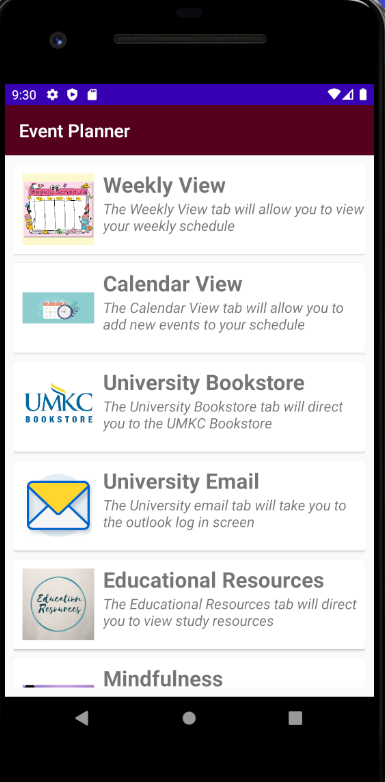 9:30
Event Planner
Weekly View
The Weekly View tab will allow you to view
your weekly schedule
Calendar View
The Calendar View tab will allow you to
add new events to your schedule
UMKC
BOOKSTORE
University Bookstore
The University Bookstore tab will direct
you to the UMKC Bookstore
University Email
The University email tab will take you to
the outlook log in screen
Education
Resources
Educational Resources
The Educational Resources tab will direct
you to view study resources
Mindfulness